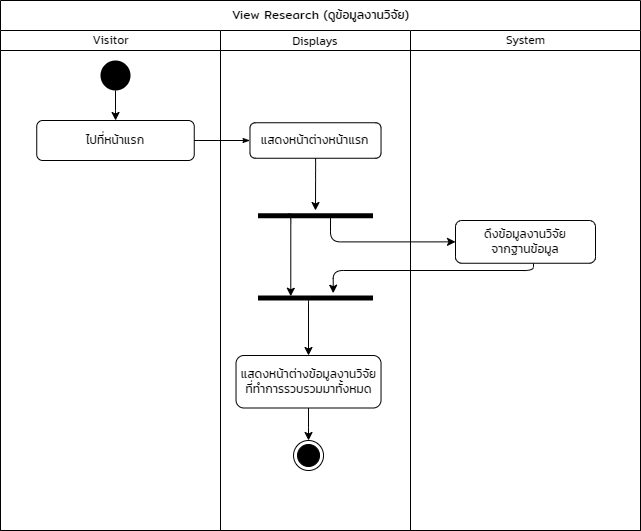 View Research (ดูข้อมูลงานวิจัย)
Visitor
Displays
System
ไปที่หน้าแรก
แสดงหน้าต่างหน้าแรก
ดึงข้อมูลงานวิจัย
จากฐานข้อมูล
แสดงหน้าต่างข้อมูลงานวิจัย
ที่ทำการรวบรวมมาทั้งหมด